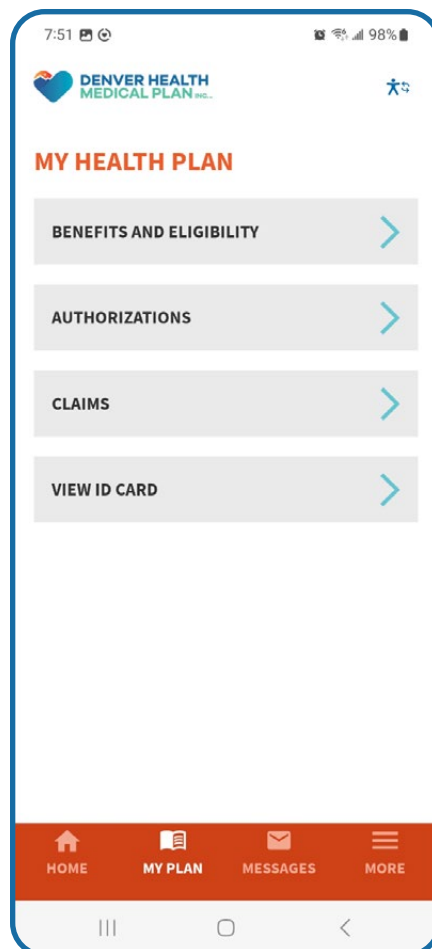 7:51 98%
DENVER HEALTH
MEDICAL PLAN INC.
MY HEALTH PLAN
BENEFITS AND ELIGIBILITY
AUTHORIZATIONS
CLAIMS
VIEW ID CARD
HOME MY PLAN MESSAGES MORE